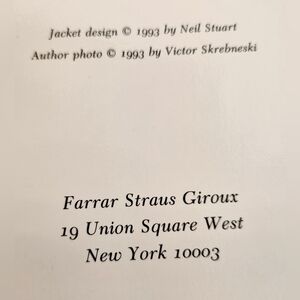 Jacket design © 1993 by Neil Stuart
Author photo © 1993 by Victor Skrebneski
Farrar Straus Giroux
19 Union Square West
New York 10003